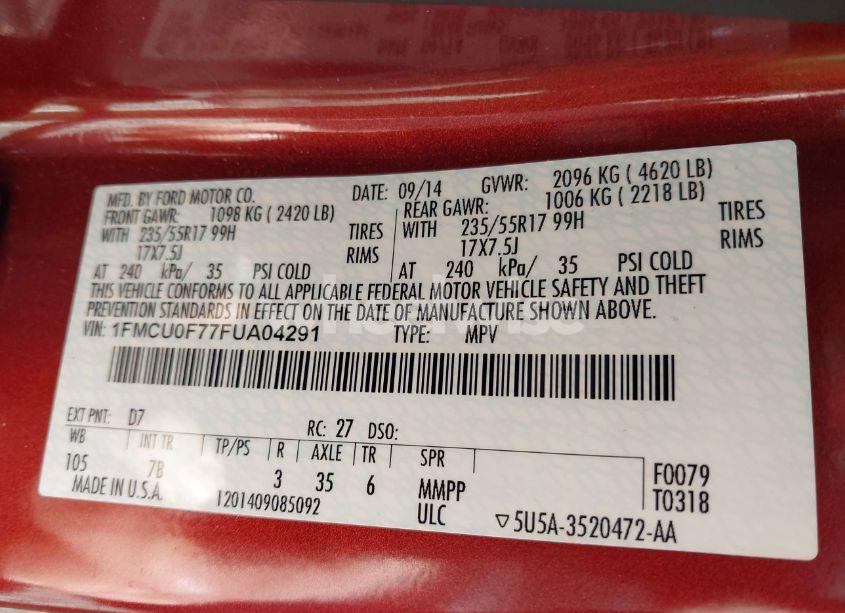 MFD. BY FORD MOTOR CO. DATE: 09/14 GVWR: 2096 KG ( 4620 LB)
FRONT GAWR: 1098 KG ( 2420 LB) REAR GAWR: 1006 KG ( 2218 LB)
WITH 235/55R17 99H TIRES WITH 235/55R17 99H TIRES
17X7.5J RIMS 17X7.5J RIMS
AT 240 kPa/ 35 PSI COLD AT 240 kPa/ 35 PSI COLD
THIS VEHICLE CONFORMS TO ALL APPLICABLE FEDERAL MOTOR VEHICLE SAFETY AND THEFT
PREVENTION STANDARDS IN EFFECT ON THE DATE OF MANUFACTURE SHOWN ABOVE.
VIN: 1FMCU0F77FUA04291 TYPE: MPV
EXT PNT: D7 RC: 27 DSO:
WB INT TR TP/PS R AXLE TR SPR
105 7B 3 35 6 MMPP F0079
MADE IN U.S.A. 1201409085092 ULC T0318
▽5U5A-3520472-AA